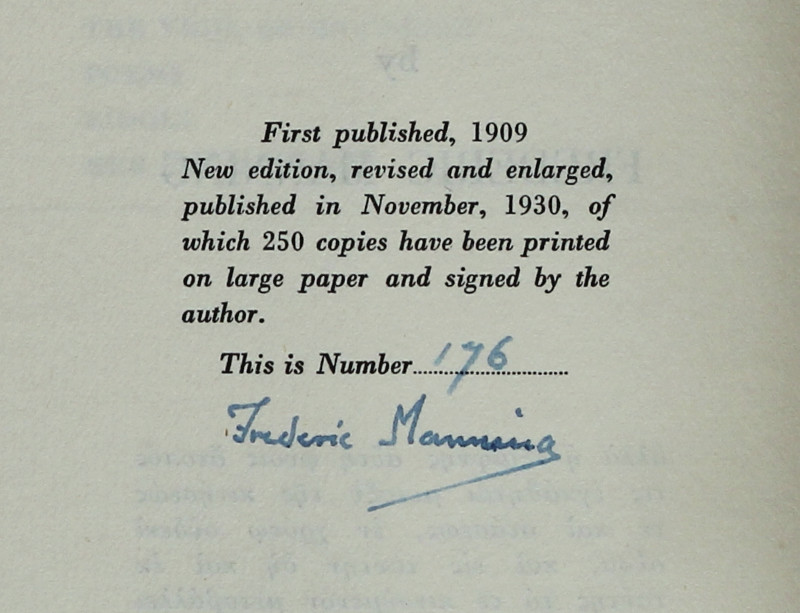 First published, 1909
New edition, revised and enlarged,
published in November, 1930, of
which 250 copies have been printed
on large paper and signed by the
author.
This is Number 176
Frederic Manning